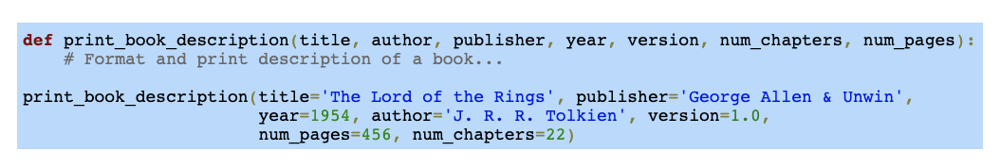 def print_book_description(title, author, publisher, year, version, num_chapters, num_pages):
    # Format and print description of a book...

print_book_description(title='The Lord of the Rings', publisher='George Allen & Unwin',
                       year=1954, author='J. R. R. Tolkien', version=1.0,
                       num_pages=456, num_chapters=22)